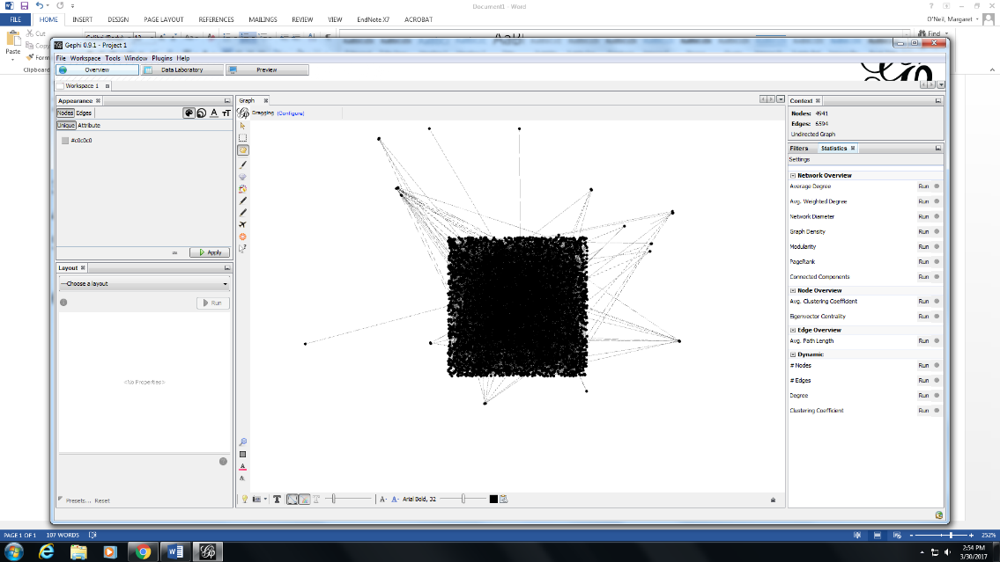 Document1 - Word
FILE HOME INSERT DESIGN PAGE LAYOUT REFERENCES MAILINGS REVIEW VIEW EndNote X7 ACROBAT O'Neil, Margaret
Cut
Copy
Paste
Clipboard
Find
Gephi 0.9.1 - Project 1
File Workspace Tools Window Plugins Help
Overview Data Laboratory Preview
Workspace 1
Appearance
Nodes Edges
Unique Attribute
#c0c0c0
Apply
Layout
---Choose a layout
Run
<No Properties>
Presets... Reset
Graph
Dragging (Configure)
Arial Bold, 32
Context
Nodes: 4941
Edges: 6594
Undirected Graph
Filters Statistics
Settings
Network Overview
Average Degree Run
Avg. Weighted Degree Run
Network Diameter Run
Graph Density Run
Modularity Run
PageRank Run
Connected Components Run
Node Overview
Avg. Clustering Coefficient Run
Eigenvector Centrality Run
Edge Overview
Avg. Path Length Run
Dynamic
# Nodes Run
# Edges Run
Degree Run
Clustering Coefficient Run
PAGE 1 OF 1 107 WORDS 252%
2:54 PM
3/30/2017